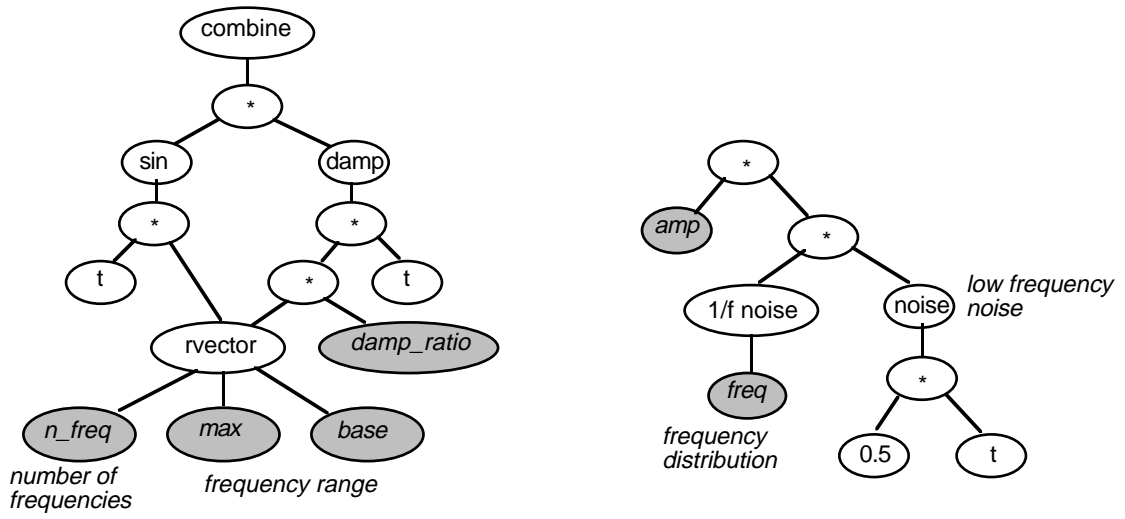 combine
*
sin
damp
*
*
t
*
t
rvector
damp_ratio
n_freq
max
base
number of
frequencies
frequency range
*
amp
*
1/f noise
noise
low frequency
noise
freq
*
frequency
distribution
0.5
t